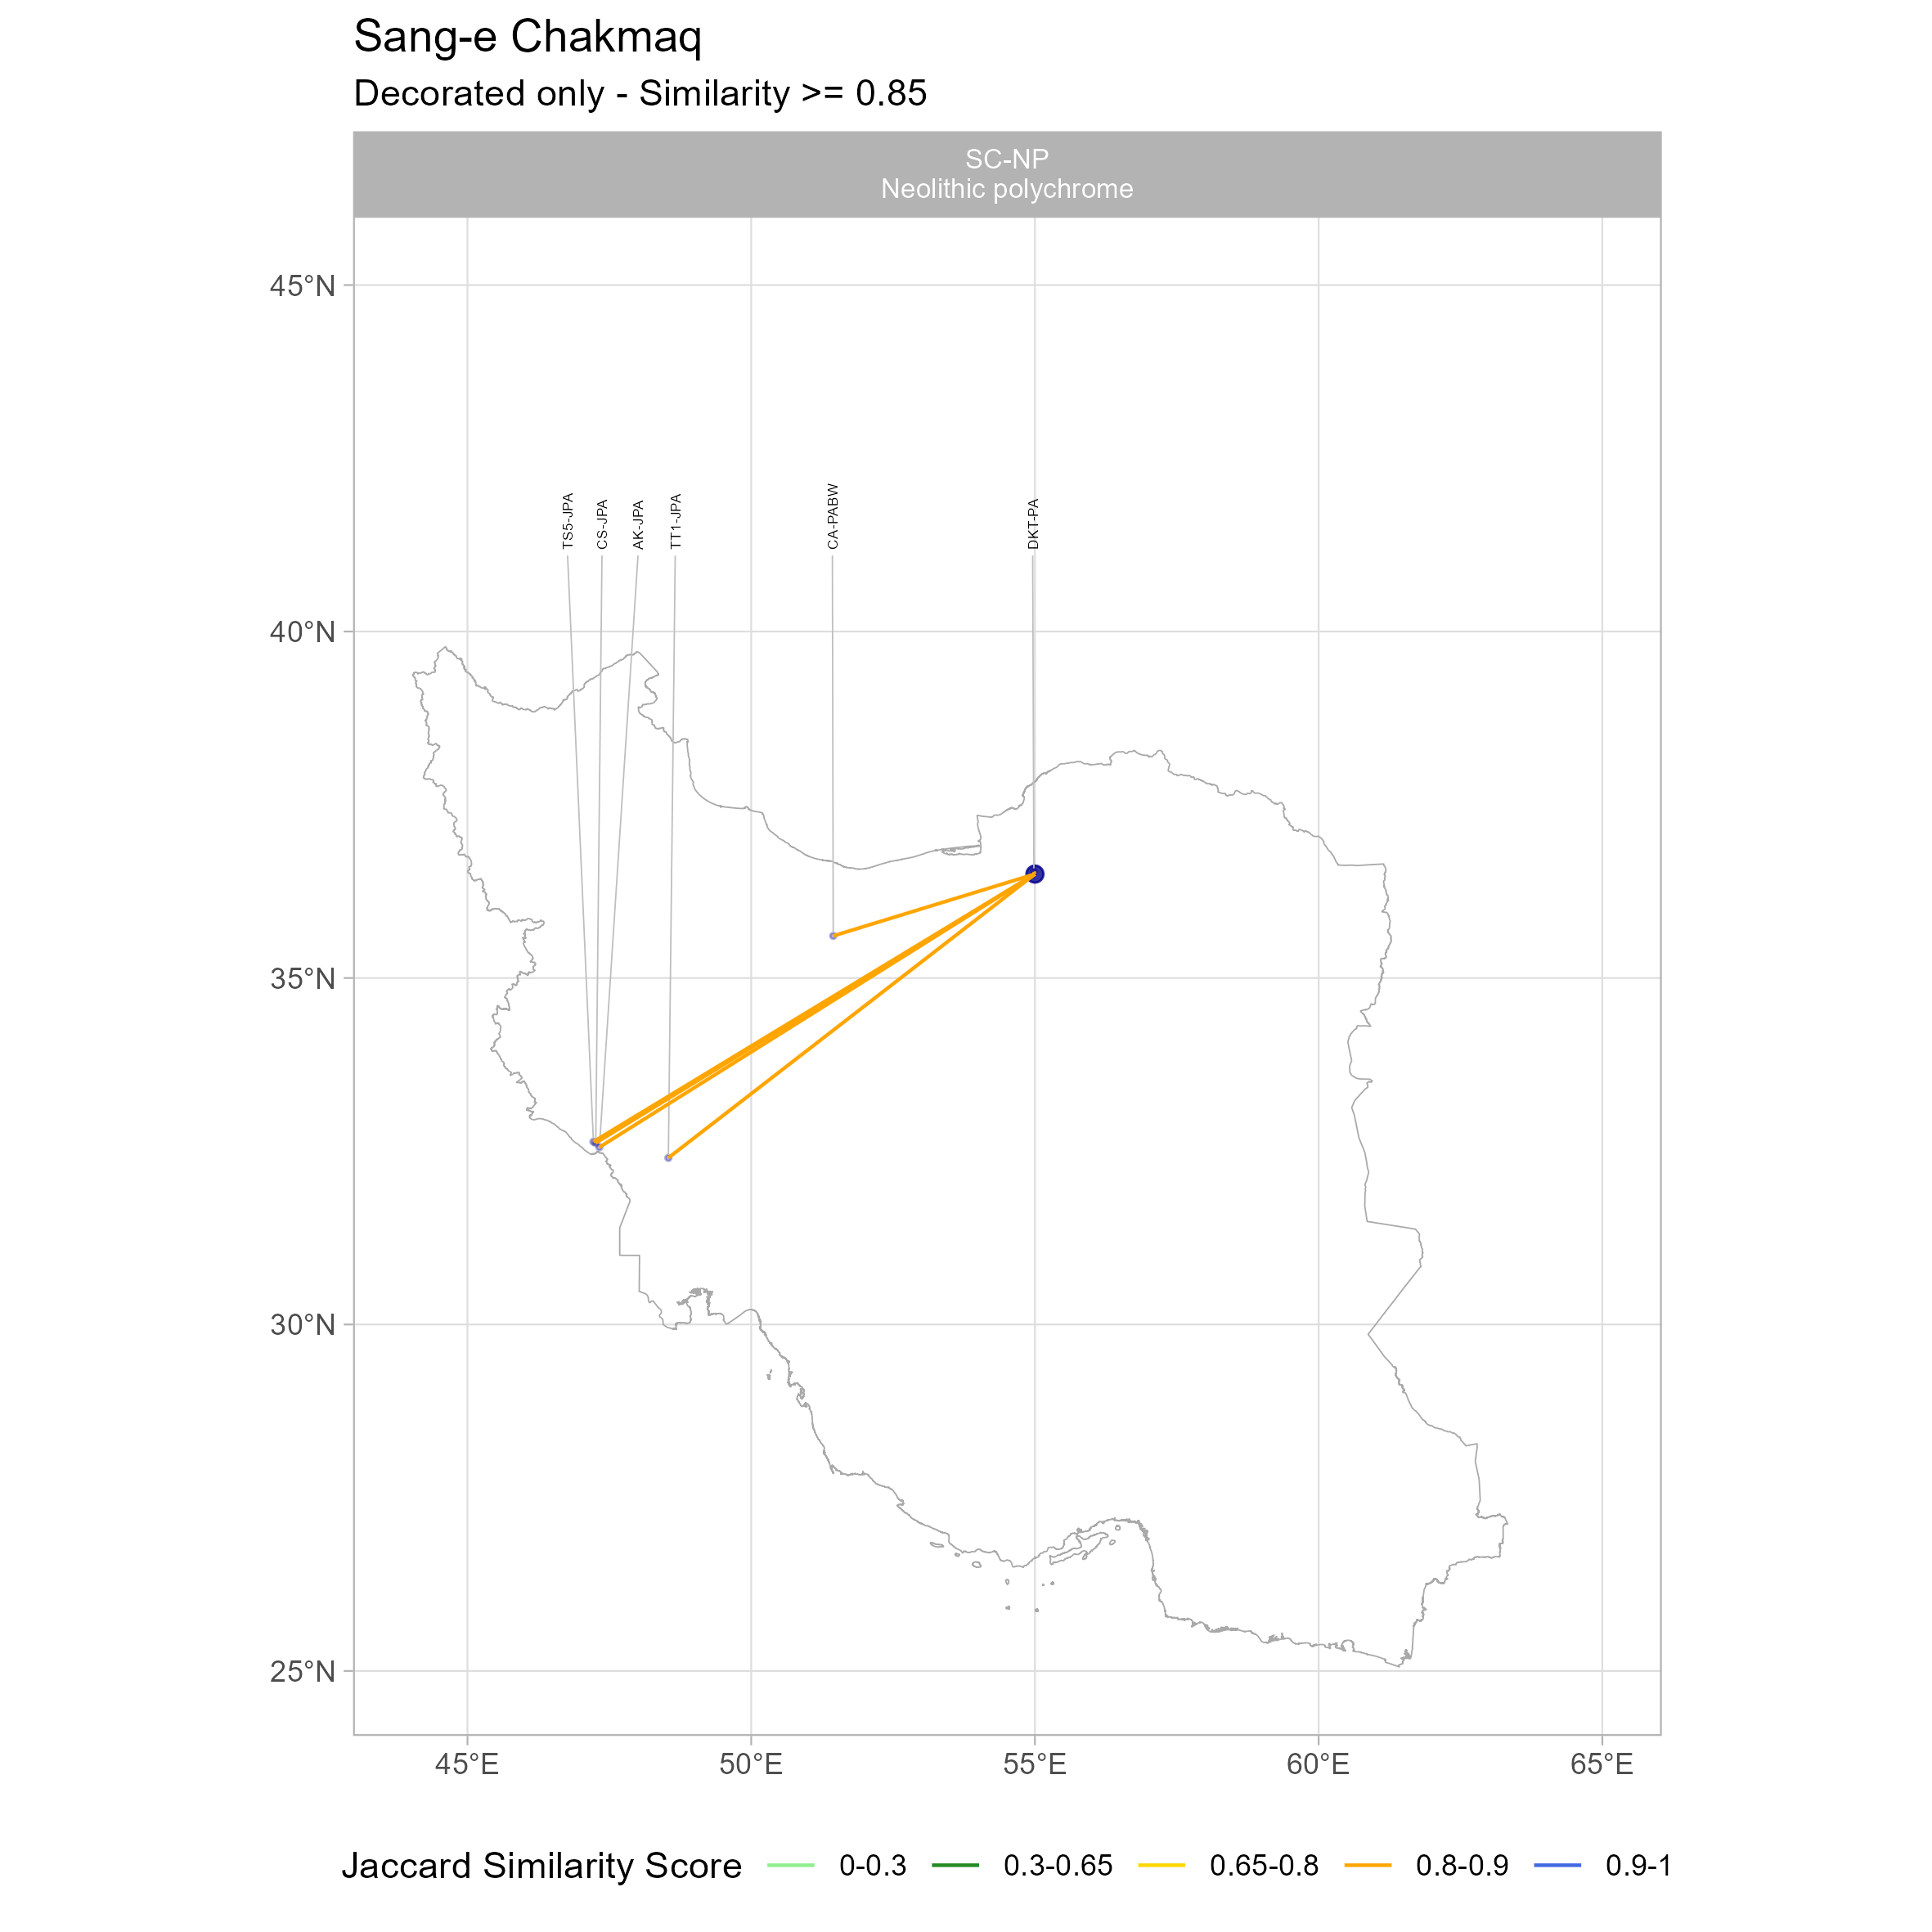 Sang-e Chakmaq
Decorated only - Similarity >= 0.85
SC-NP
Neolithic polychrome
45°N
40°N
35°N
30°N
25°N
TS5-JPA
CS-JPA
AK-JPA
TT1-JPA
CA-PABW
DKT-PA
45°E 50°E 55°E 60°E 65°E
Jaccard Similarity Score 0-0.3 0.3-0.65 0.65-0.8 0.8-0.9 0.9-1